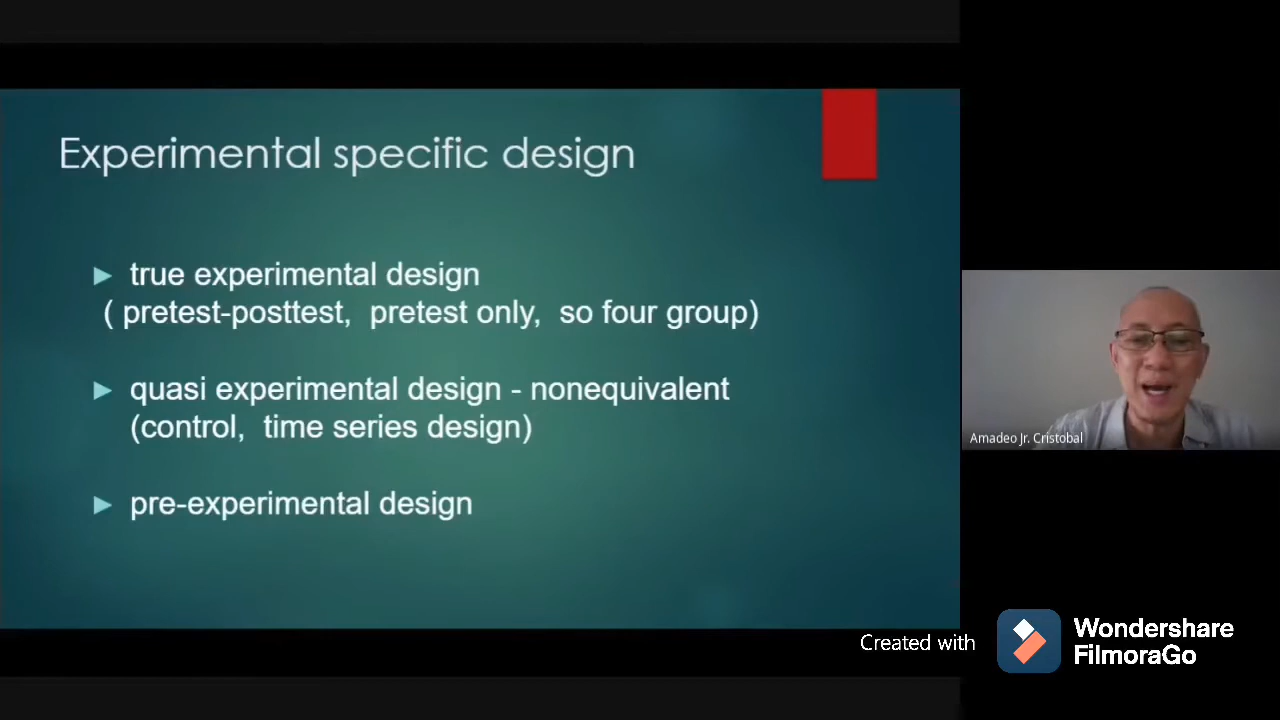 Experimental specific design
► true experimental design
( pretest-posttest, pretest only, so four group)
► quasi experimental design - nonequivalent
(control, time series design)
► pre-experimental design
Amadeo Jr. Cristobal
Created with
Wondershare
FilmoraGo